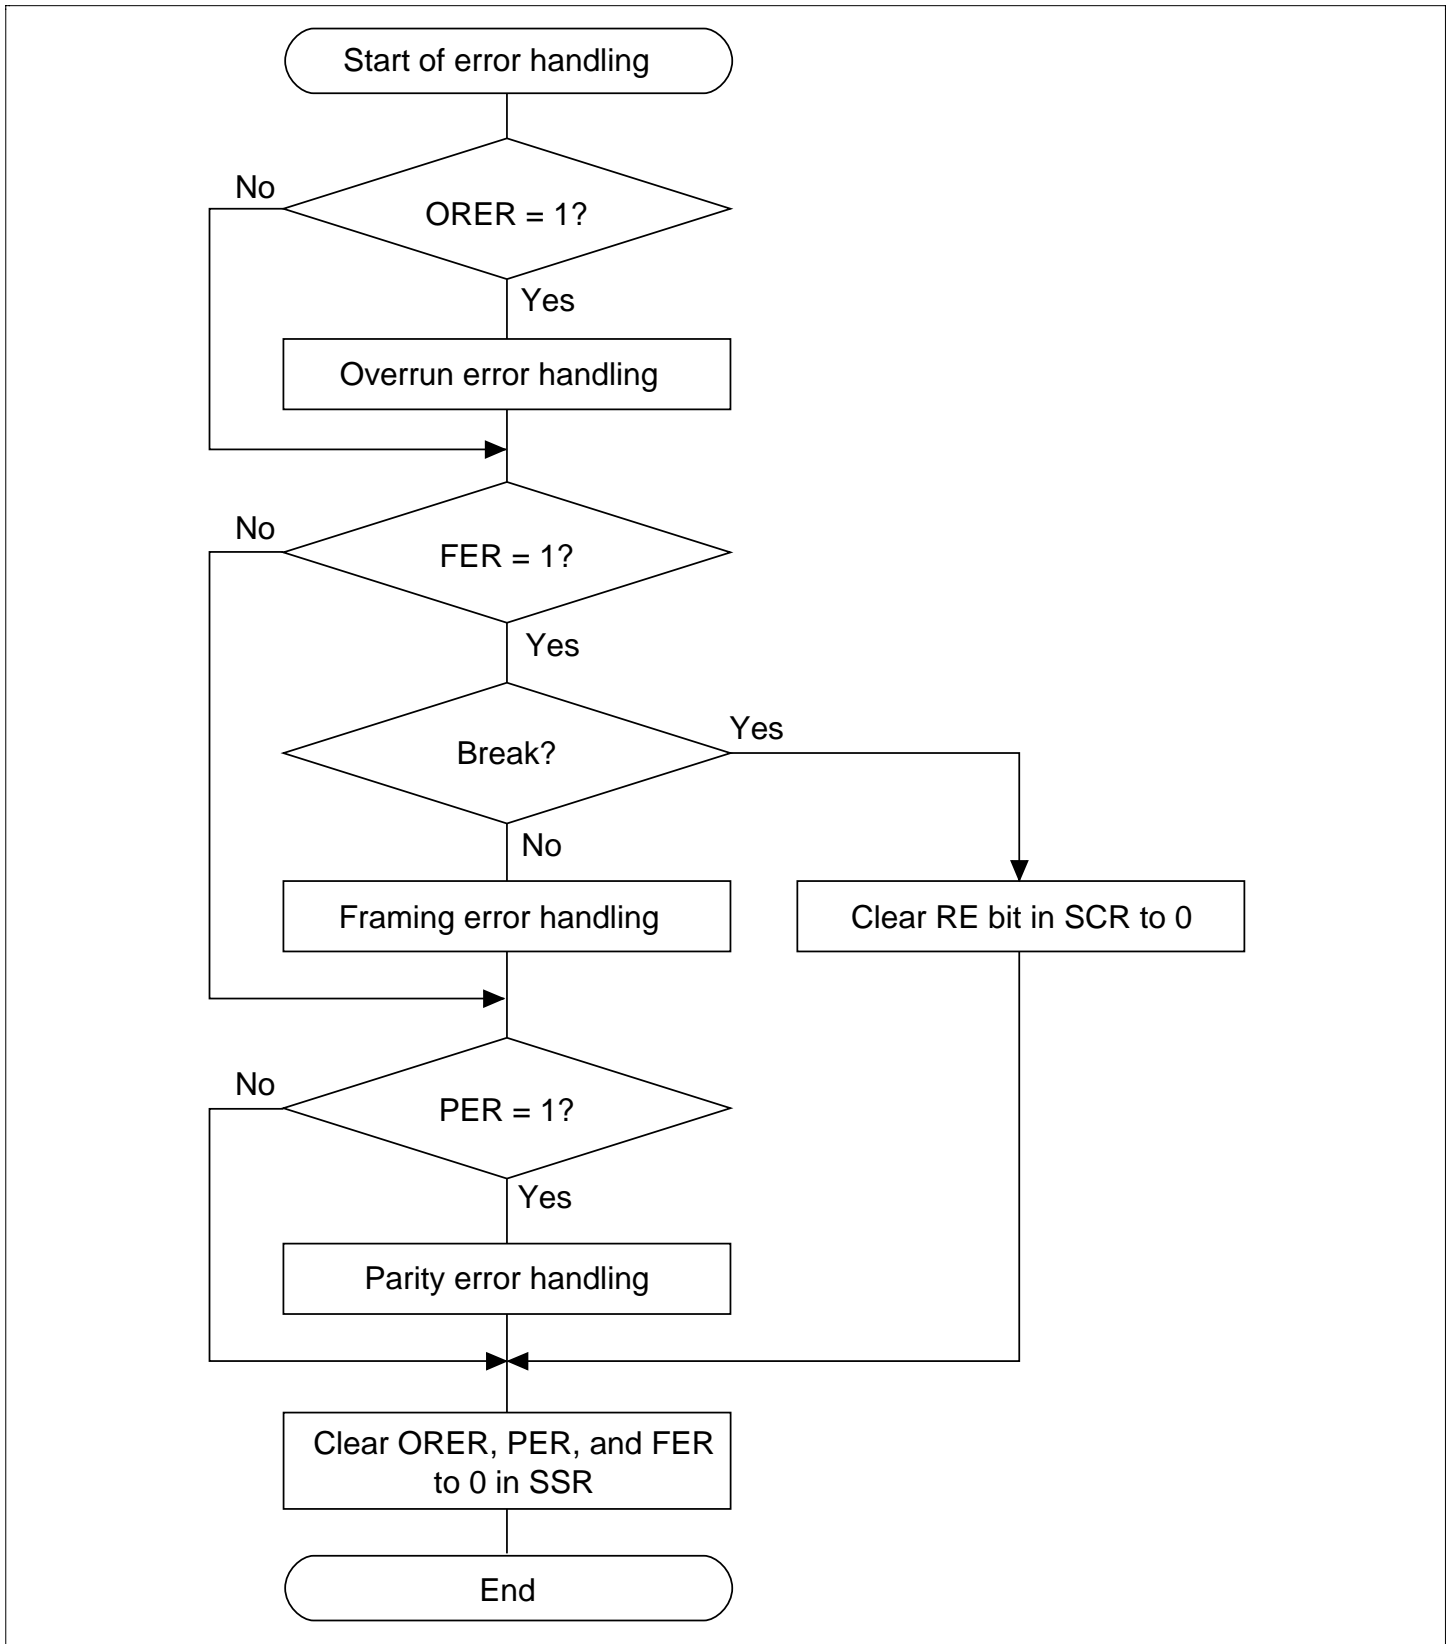 Start of error handling
No
ORER = 1?
Yes
Overrun error handling
No
FER = 1?
Yes
Break?
Yes
No
Framing error handling
Clear RE bit in SCR to 0
No
PER = 1?
Yes
Parity error handling
Clear ORER, PER, and FER
to 0 in SSR
End